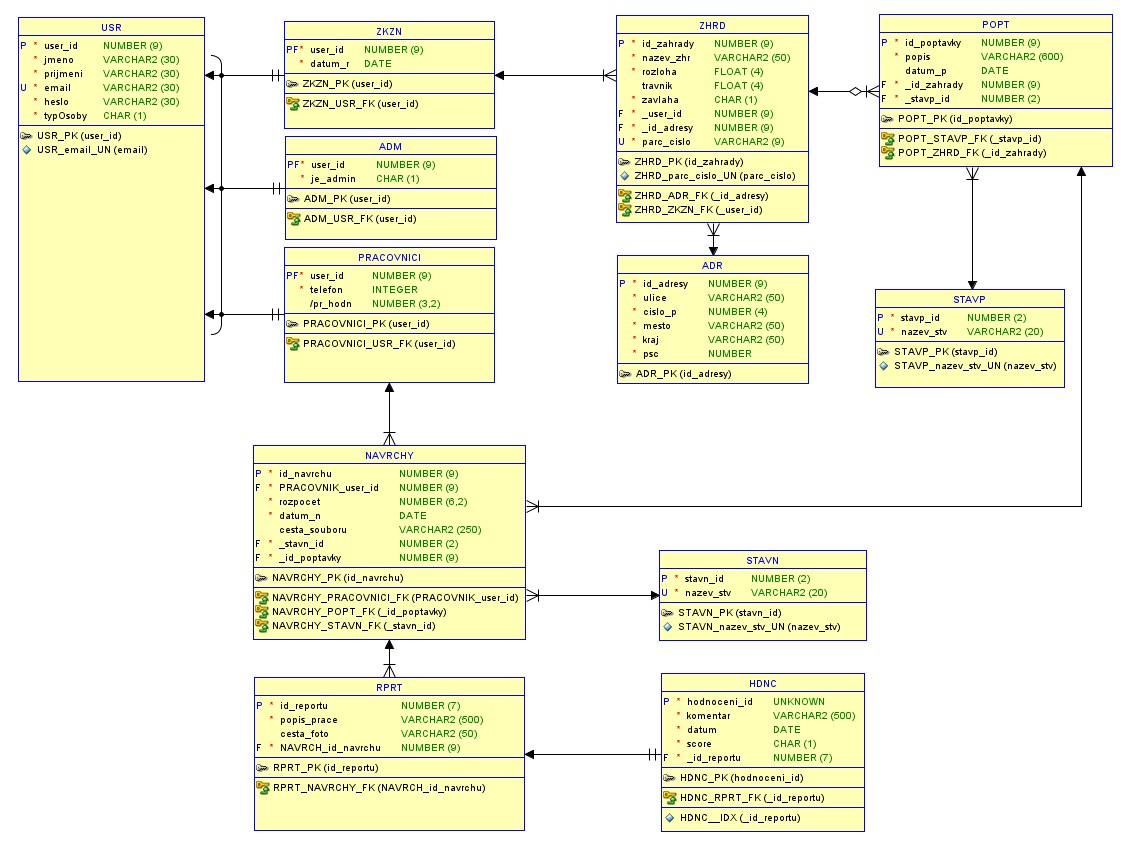 USR
P * user_id NUMBER (9)
* jmeno VARCHAR2 (30)
* prijmeni VARCHAR2 (30)
U * email VARCHAR2 (30)
* heslo VARCHAR2 (30)
* typOsoby CHAR (1)
USR_PK (user_id)
USR_email_UN (email)
ZKZN
PF* user_id NUMBER (9)
* datum_r DATE
ZKZN_PK (user_id)
ZKZN_USR_FK (user_id)
ADM
PF* user_id NUMBER (9)
* je_admin CHAR (1)
ADM_PK (user_id)
ADM_USR_FK (user_id)
PRACOVNICI
PF* user_id NUMBER (9)
* telefon INTEGER
/pr_hodn NUMBER (3,2)
PRACOVNICI_PK (user_id)
PRACOVNICI_USR_FK (user_id)
ZHRD
P * id_zahrady NUMBER (9)
* nazev_zhr VARCHAR2 (50)
* rozloha FLOAT (4)
travnik FLOAT (4)
* zavlaha CHAR (1)
F * _user_id NUMBER (9)
F * _id_adresy NUMBER (9)
U * parc_cislo VARCHAR2 (9)
ZHRD_PK (id_zahrady)
ZHRD_parc_cislo_UN (parc_cislo)
ZHRD_ADR_FK (_id_adresy)
ZHRD_ZKZN_FK (_user_id)
POPT
P * id_poptavky NUMBER (9)
* popis VARCHAR2 (600)
datum_p DATE
F * _id_zahrady NUMBER (9)
F * _stavp_id NUMBER (2)
POPT_PK (id_poptavky)
POPT_STAVP_FK (_stavp_id)
POPT_ZHRD_FK (_id_zahrady)
ADR
P * id_adresy NUMBER (9)
* ulice VARCHAR2 (50)
* cislo_p NUMBER (4)
* mesto VARCHAR2 (50)
* kraj VARCHAR2 (50)
* psc NUMBER
ADR_PK (id_adresy)
STAVP
P * stavp_id NUMBER (2)
U * nazev_stv VARCHAR2 (20)
STAVP_PK (stavp_id)
STAVP_nazev_stv_UN (nazev_stv)
NAVRCHY
P * id_navrchu NUMBER (9)
F * PRACOVNIK_user_id NUMBER (9)
* rozpocet NUMBER (6,2)
* datum_n DATE
cesta_souboru VARCHAR2 (250)
F * _stavn_id NUMBER (2)
F * _id_poptavky NUMBER (9)
NAVRCHY_PK (id_navrchu)
NAVRCHY_PRACOVNICI_FK (PRACOVNIK_user_id)
NAVRCHY_POPT_FK (_id_poptavky)
NAVRCHY_STAVN_FK (_stavn_id)
STAVN
P * stavn_id NUMBER (2)
U * nazev_stv VARCHAR2 (20)
STAVN_PK (stavn_id)
STAVN_nazev_stv_UN (nazev_stv)
RPRT
P * id_reportu NUMBER (7)
* popis_prace VARCHAR2 (500)
cesta_foto VARCHAR2 (50)
F * NAVRCH_id_navrchu NUMBER (9)
RPRT_PK (id_reportu)
RPRT_NAVRCHY_FK (NAVRCH_id_navrchu)
HDNC
P * hodnoceni_id UNKNOWN
* komentar VARCHAR2 (500)
* datum DATE
* score CHAR (1)
F * _id_reportu NUMBER (7)
HDNC_PK (hodnoceni_id)
HDNC_RPRT_FK (_id_reportu)
HDNC__IDX (_id_reportu)